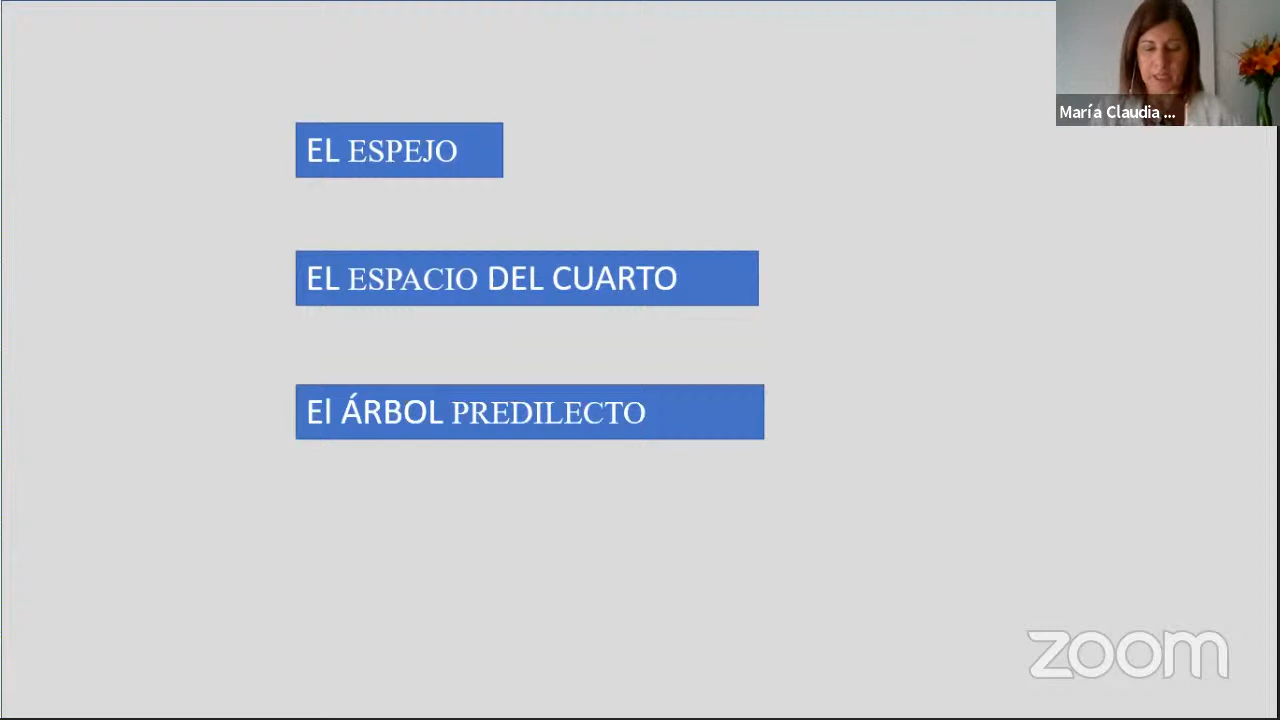 María Claudia ...
EL ESPEJO
EL ESPACIO DEL CUARTO
El ÁRBOL PREDILECTO
zoom